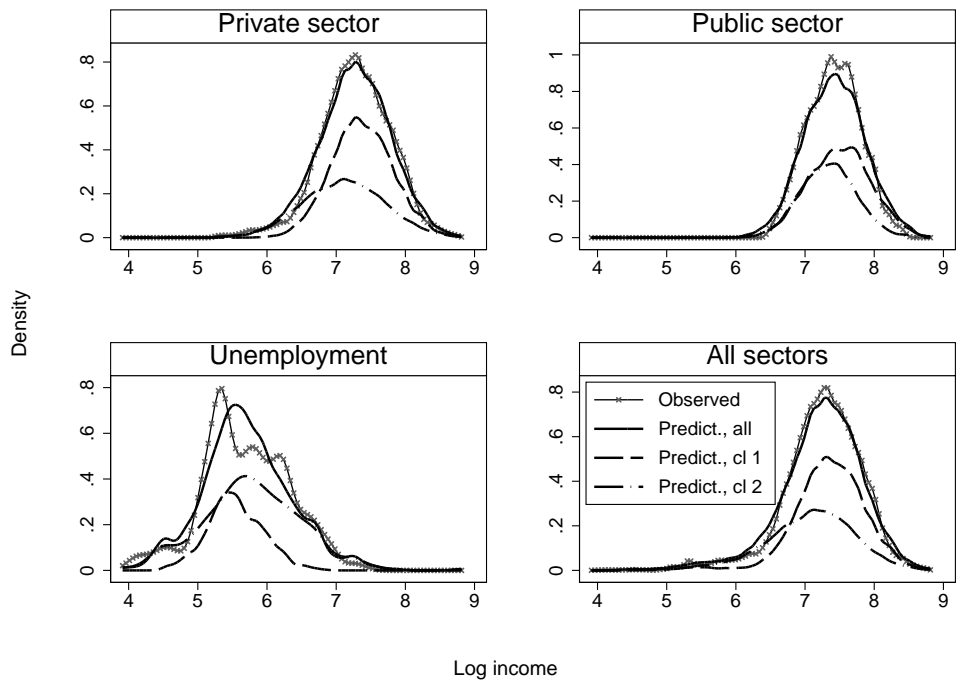 Private sector
0 .2 .4 .6 .8
4 5 6 7 8 9
Public sector
0 .2 .4 .6 .8 1
4 5 6 7 8 9
Unemployment
0 .2 .4 .6 .8
4 5 6 7 8 9
All sectors
0 .2 .4 .6 .8
4 5 6 7 8 9
Observed
Predict., all
Predict., cl 1
Predict., cl 2
Density
Log income